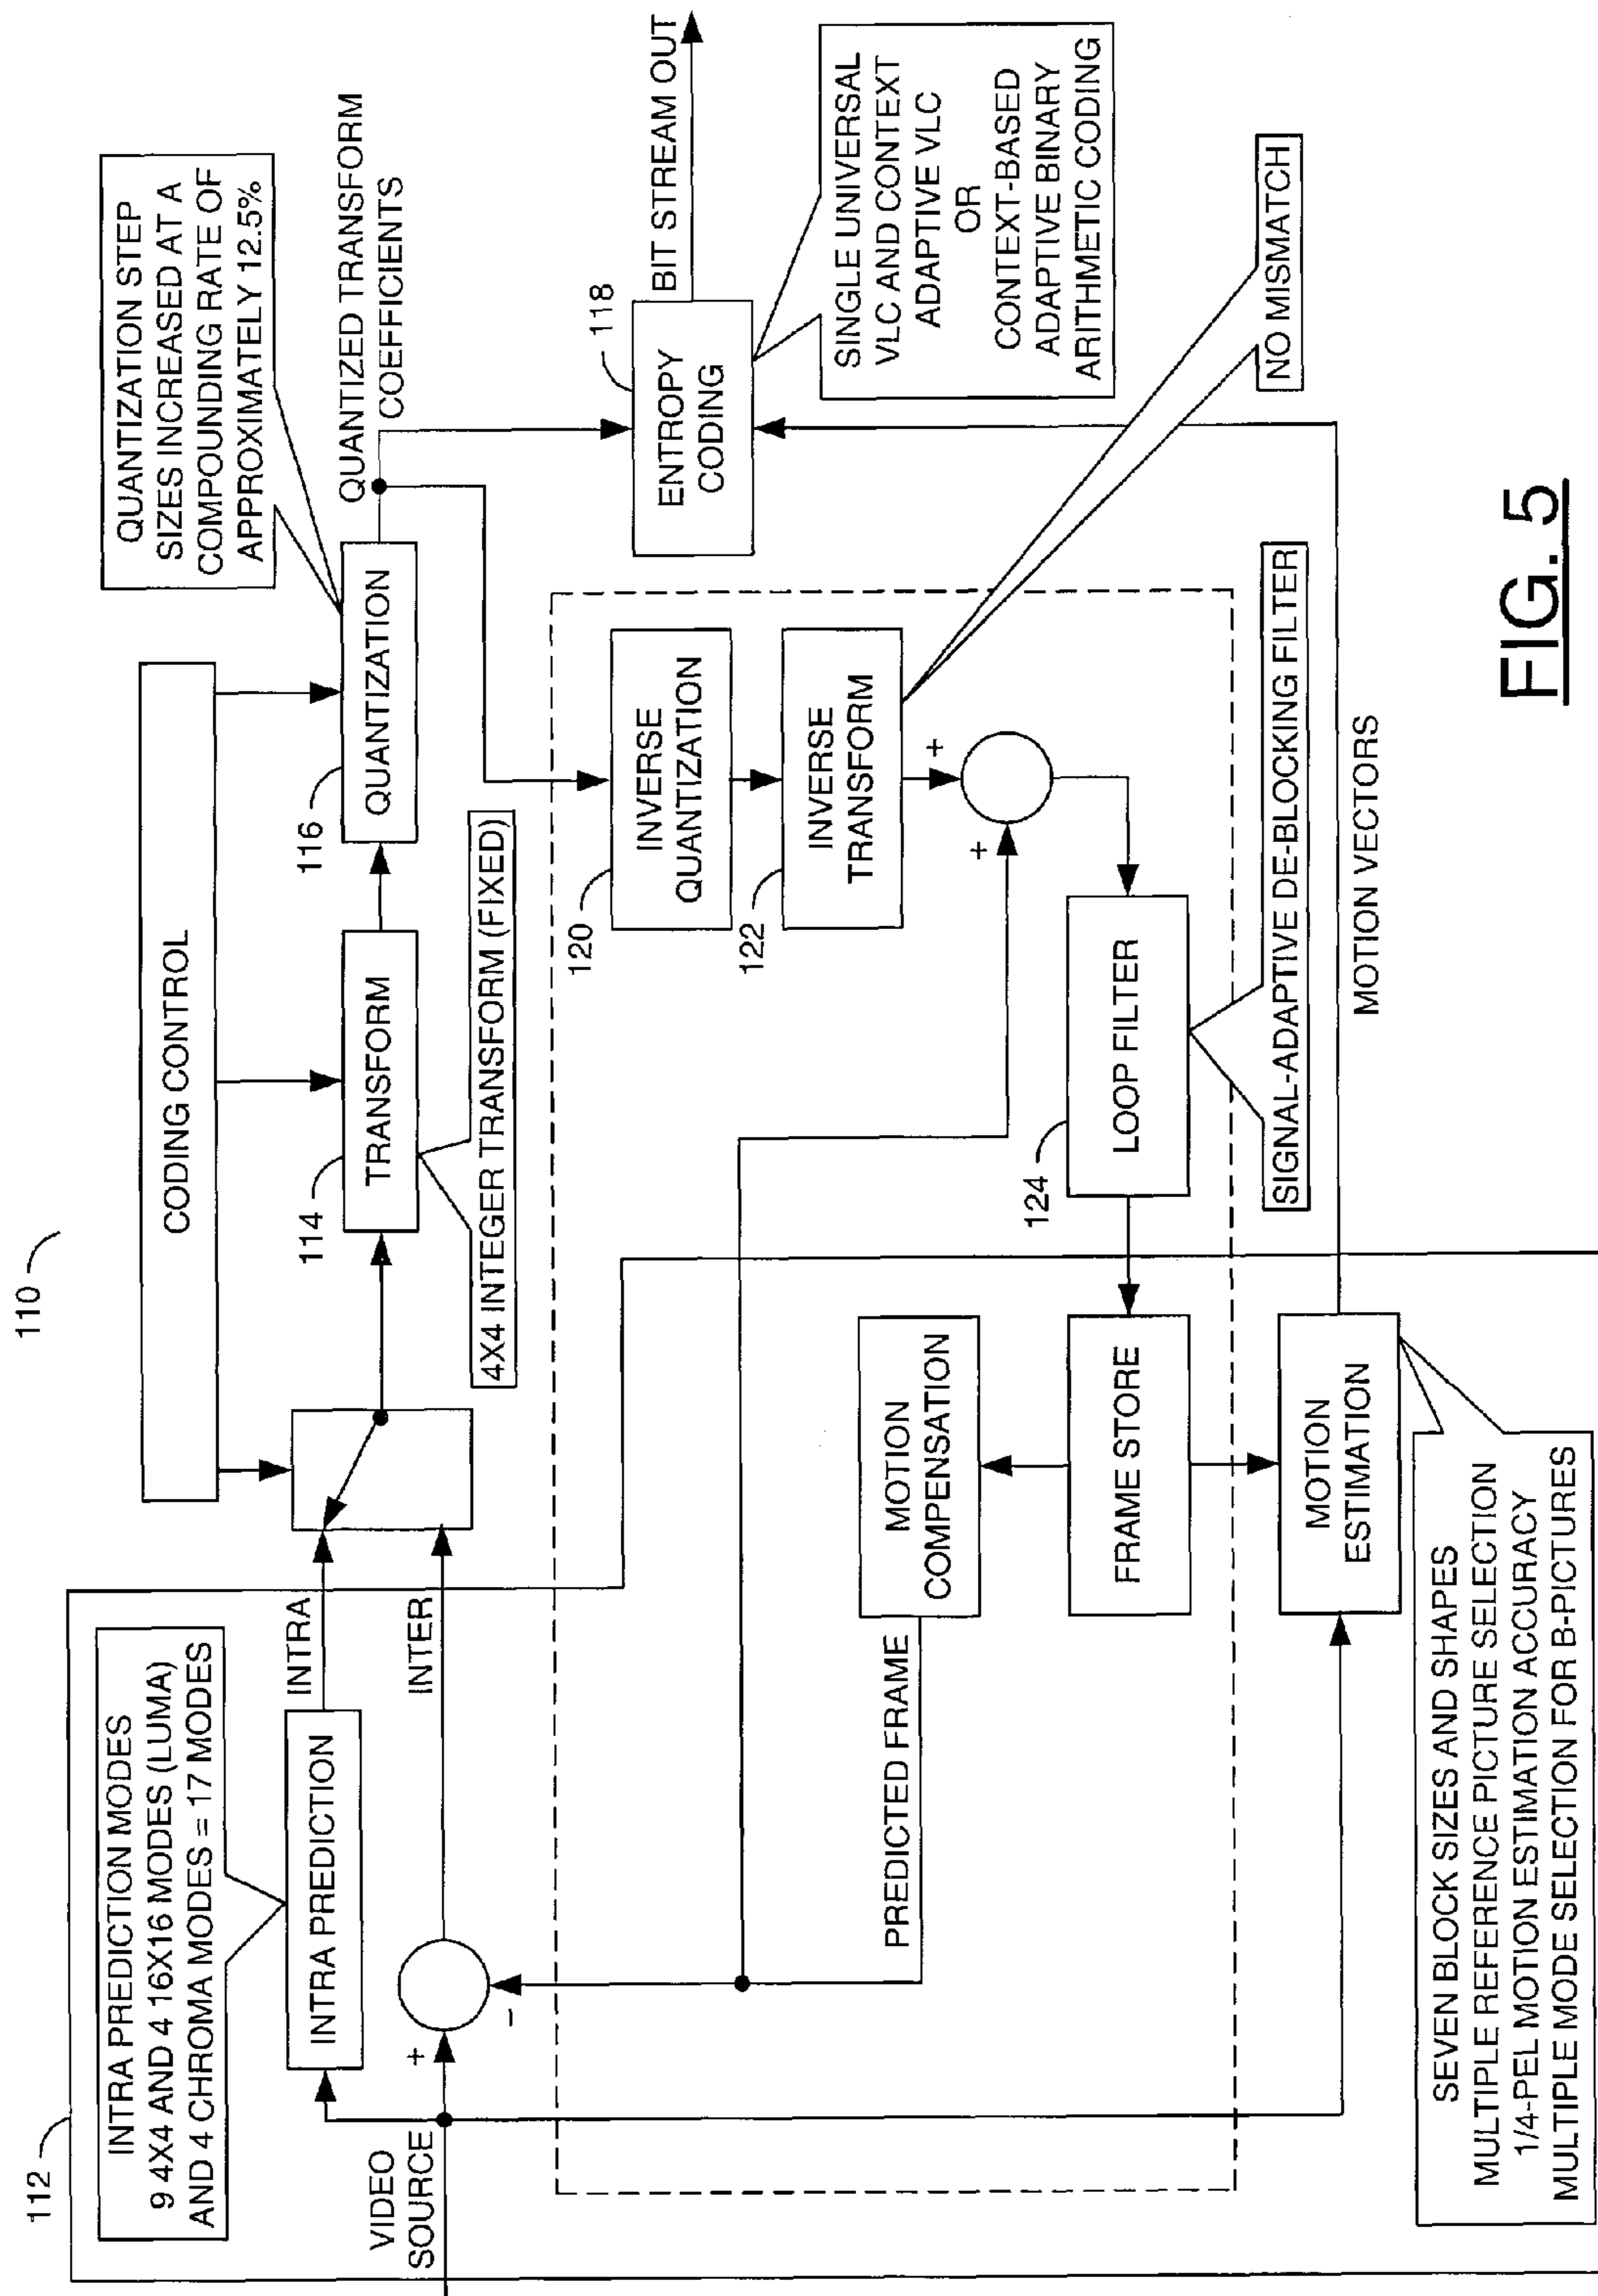 110
112
INTRA PREDICTION MODES
9 4X4 AND 4 16X16 MODES (LUMA)
AND 4 CHROMA MODES = 17 MODES
CODING CONTROL
QUANTIZATION STEP
SIZES INCREASED AT A
COMPOUNDING RATE OF
APPROXIMATELY 12.5%
VIDEO
SOURCE
INTRA PREDICTION
INTRA
INTER
+
-
114
TRANSFORM
4X4 INTEGER TRANSFORM (FIXED)
116
QUANTIZATION
QUANTIZED TRANSFORM
COEFFICIENTS
120
INVERSE
QUANTIZATION
118
ENTROPY
CODING
BIT STREAM OUT
SINGLE UNIVERSAL
VLC AND CONTEXT
ADAPTIVE VLC
OR
CONTEXT-BASED
ADAPTIVE BINARY
ARITHMETIC CODING
122
INVERSE
TRANSFORM
+
+
NO MISMATCH
PREDICTED FRAME
MOTION
COMPENSATION
124
LOOP FILTER
FRAME STORE
SIGNAL-ADAPTIVE DE-BLOCKING FILTER
MOTION
ESTIMATION
MOTION VECTORS
SEVEN BLOCK SIZES AND SHAPES
MULTIPLE REFERENCE PICTURE SELECTION
1/4-PEL MOTION ESTIMATION ACCURACY
MULTIPLE MODE SELECTION FOR B-PICTURES
FIG. 5